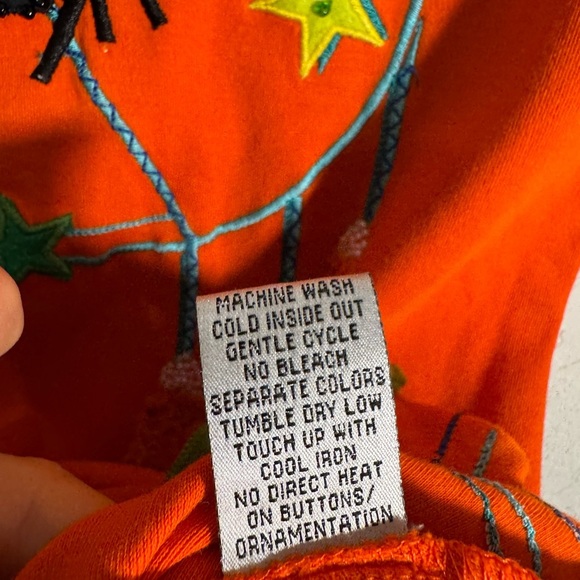 MACHINE WASH
COLD INSIDE OUT
GENTLE CYCLE
NO BLEACH
SEPARATE COLORS
TUMBLE DRY LOW
TOUCH UP WITH
COOL IRON
NO DIRECT HEAT
ON BUTTONS/
ORNAMENTATION